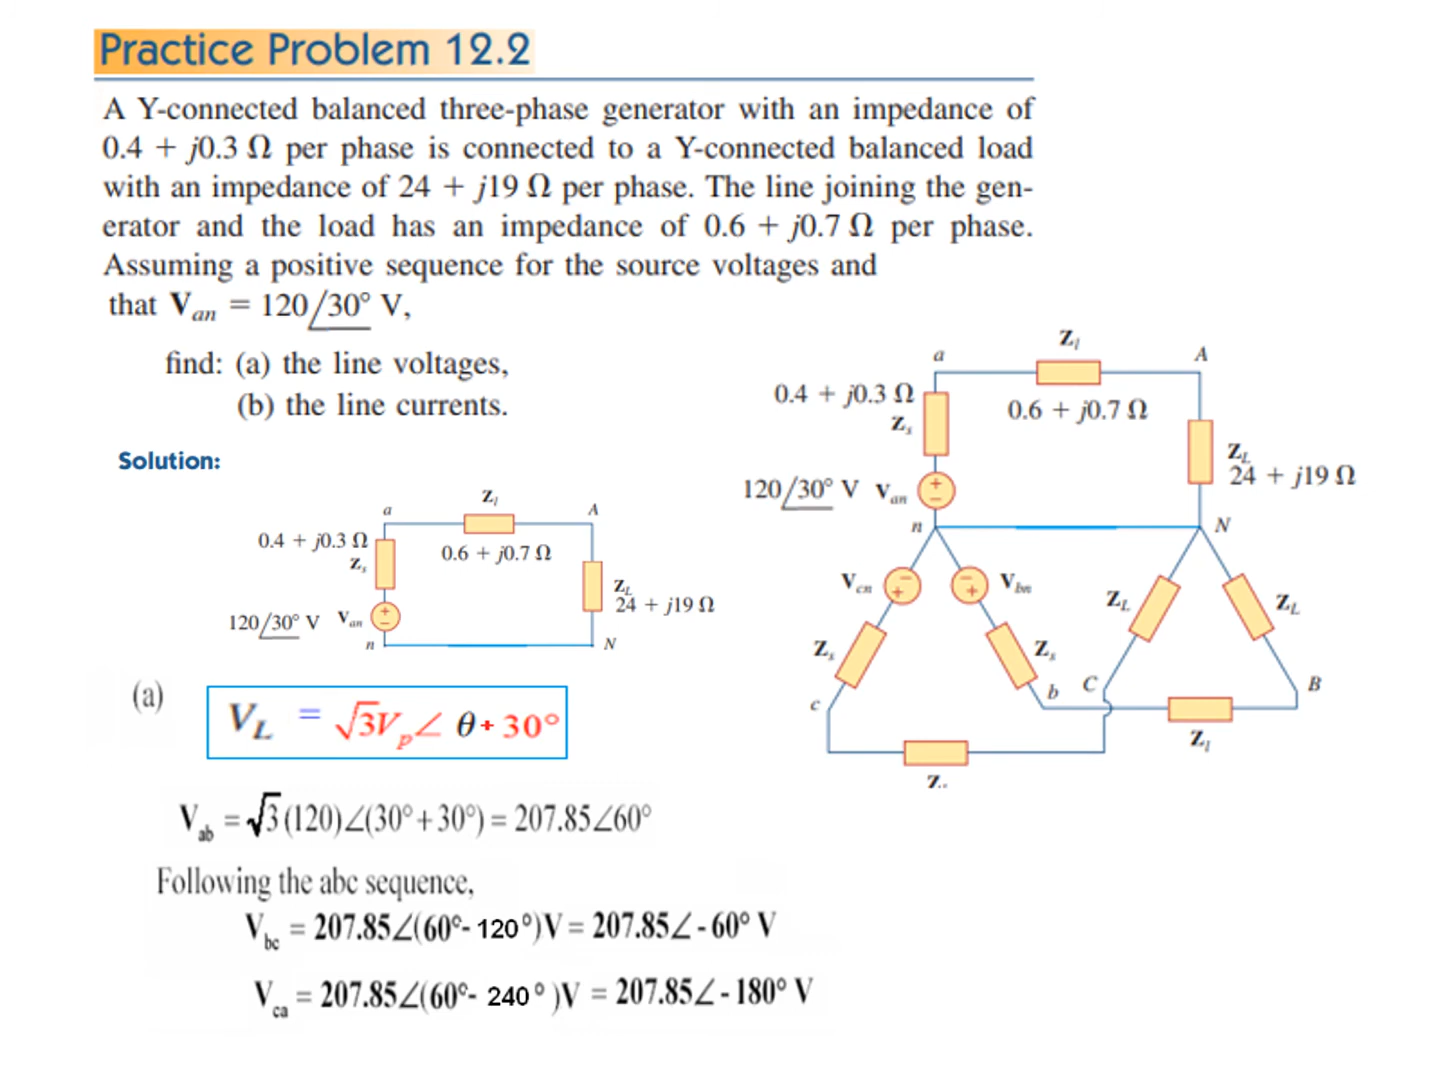 Practice Problem 12.2
A Y-connected balanced three-phase generator with an impedance of
0.4 + j0.3 Ω per phase is connected to a Y-connected balanced load
with an impedance of 24 + j19 Ω per phase. The line joining the gen-
erator and the load has an impedance of 0.6 + j0.7 Ω per phase.
Assuming a positive sequence for the source voltages and
that Van = 120/30° V,
find: (a) the line voltages,
(b) the line currents.
Solution:
a
Zl
A
0.4 + j0.3 Ω
Zs
0.6 + j0.7 Ω
ZL
24 + j19 Ω
120/30° V Van
n
N
a
Zl
A
0.4 + j0.3 Ω
Zs
0.6 + j0.7 Ω
ZL
24 + j19 Ω
120/30° V Van
n
N
Vcn
Vbn
ZL
ZL
Zs
Zs
c
b
C
B
Zl
(a)
VL = √3Vp∠ θ+ 30°
Vab = √3(120)∠(30°+30°) = 207.85∠60°
Following the abc sequence,
Vbc = 207.85∠(60°- 120°)V = 207.85∠-60° V
Vca = 207.85∠(60°- 240° )V = 207.85∠-180° V